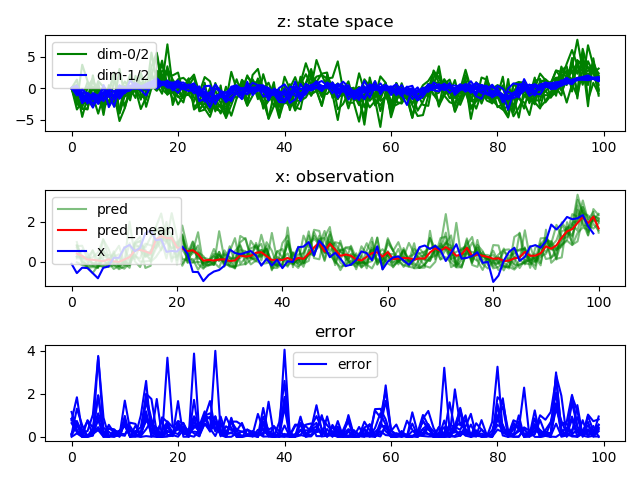 z: state space
5
0
−5
dim-0/2
dim-1/2
0 20 40 60 80 100
x: observation
2
0
pred
pred_mean
x
0 20 40 60 80 100
error
4
2
0
error
0 20 40 60 80 100